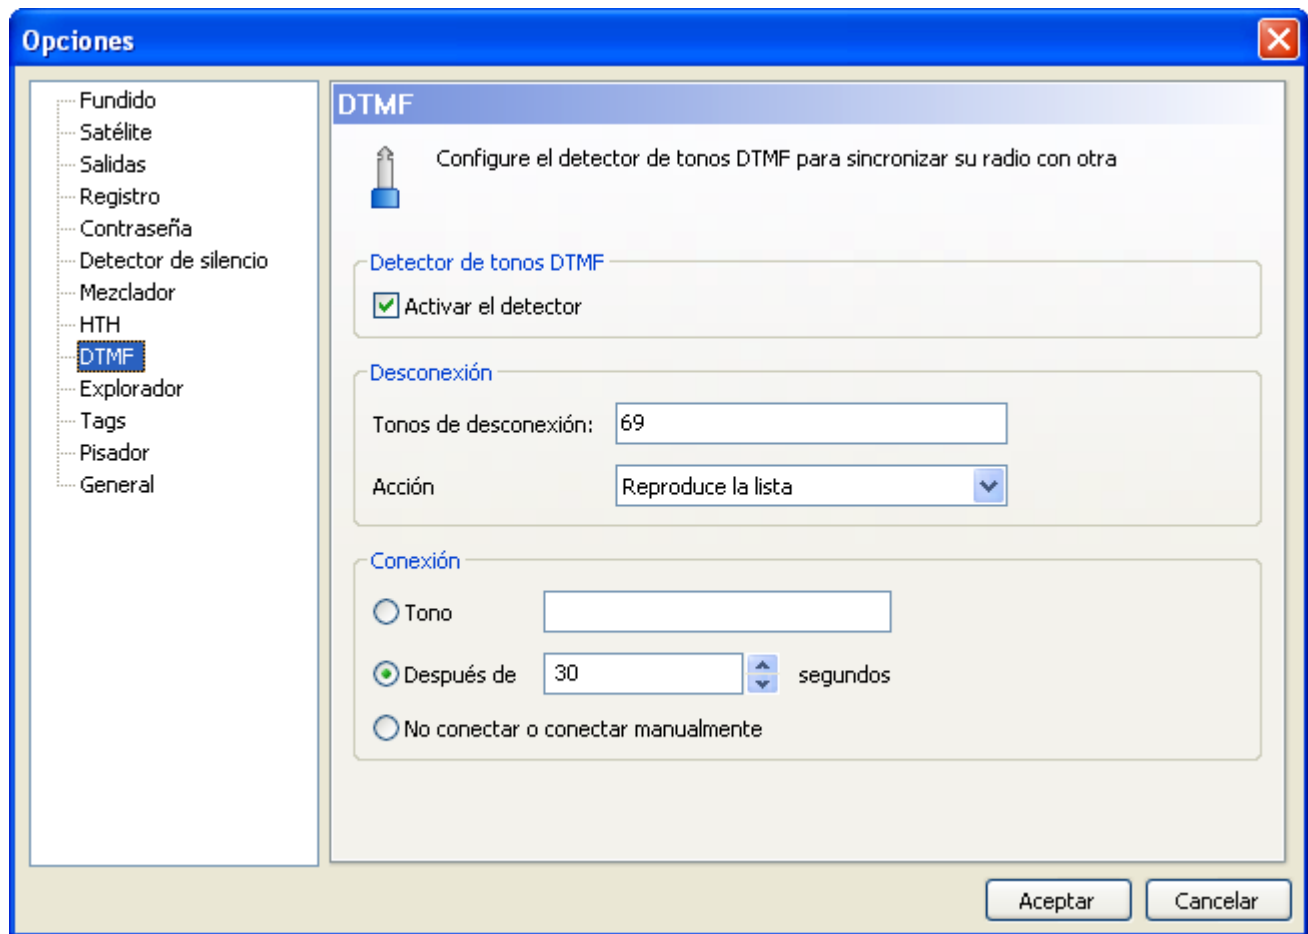 Opciones
Fundido
Satélite
Salidas
Registro
Contraseña
Detector de silencio
Mezclador
HTH
DTMF
Explorador
Tags
Pisador
General
DTMF
Configure el detector de tonos DTMF para sincronizar su radio con otra
Detector de tonos DTMF
Activar el detector
Desconexión
Tonos de desconexión: 69
Acción Reproduce la lista
Conexión
Tono
Después de 30 segundos
No conectar o conectar manualmente
Aceptar Cancelar